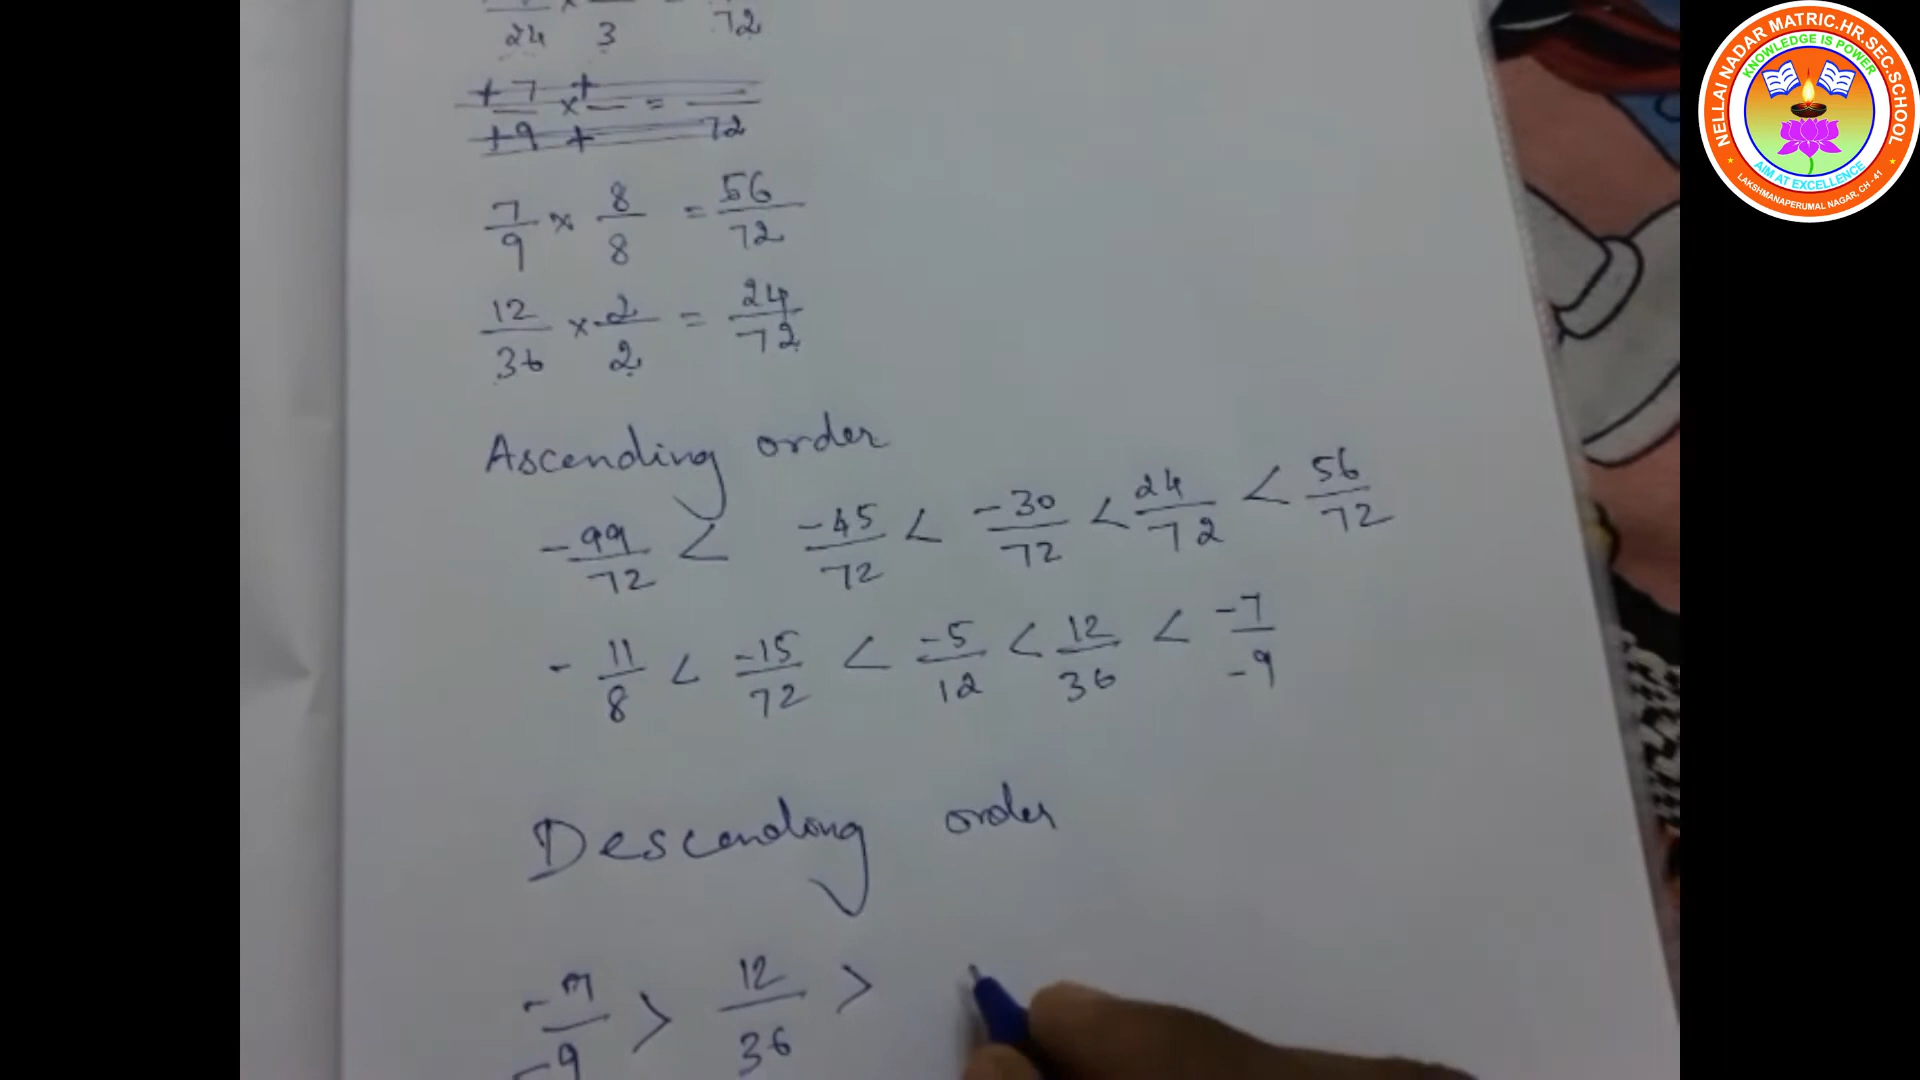 24 × 3 = 72
+7/+9 × +/+ = /72
7/9 × 8/8 = 56/72
12/36 × 2/2 = 24/72
Ascending order
-99/72 < -45/72 < -30/72 < 24/72 < 56/72
- 11/8 < -15/72 < -5/12 < 12/36 < -7/-9
Descending order
-7/-9 > 12/36 >
NELLAI NADAR MATRIC.HR.SEC.SCHOOL
KNOWLEDGE IS POWER
AIM AT EXCELLENCE
LAKSHMANAPERUMAL NAGAR, CH - 41